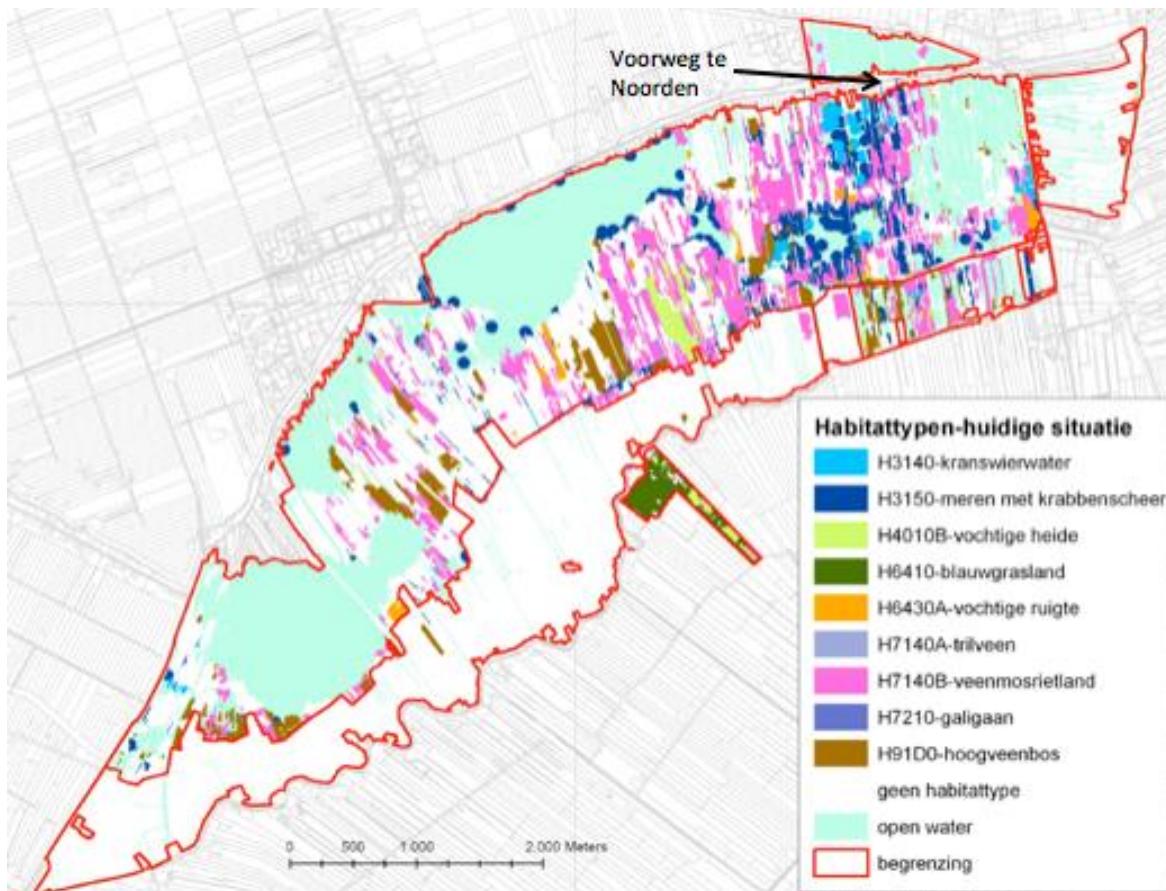 Voorweg te
Noorden
Habitattypen-huidige situatie
H3140-kranswierwater
H3150-meren met krabbenscheer
H4010B-vochtige heide
H6410-blauwgrasland
H6430A-vochtige ruigte
H7140A-trilveen
H7140B-veenmosrietland
H7210-galigaan
H91D0-hoogveenbos
geen habitattype
open water
begrenzing
0 500 1 000 2.000 Meters